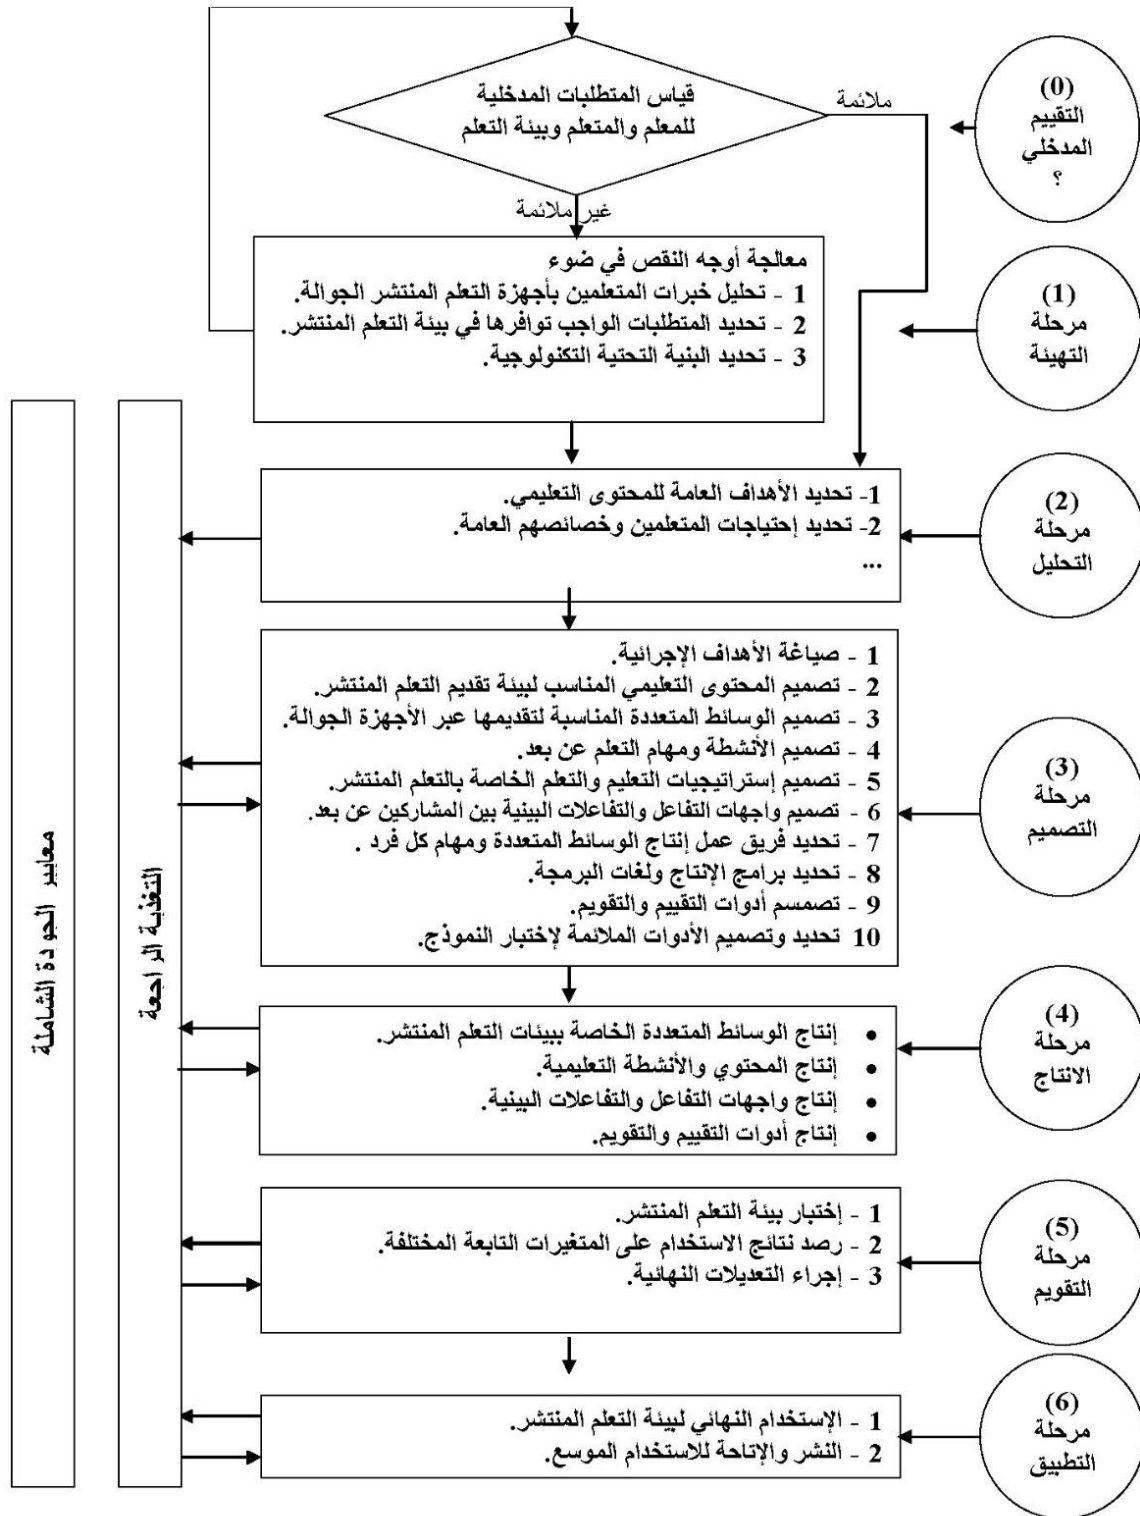 قياس المتطلبات المدخلية
للمعلم والمتعلم وبيئة التعلم
ملائمة
غير ملائمة
(0)
التقييم
المدخلي
؟
معالجة أوجه النقص في ضوء
1 - تحليل خبرات المتعلمين بأجهزة التعلم المنتشر الجوالة.
2 - تحديد المتطلبات الواجب توافرها في بيئة التعلم المنتشر.
3 - تحديد البنية التحتية التكنولوجية.
(1)
مرحلة
التهيئة
1- تحديد الأهداف العامة للمحتوى التعليمي.
2- تحديد إحتياجات المتعلمين وخصائصهم العامة.
...
(2)
مرحلة
التحليل
1 - صياغة الأهداف الإجرائية.
2 - تصميم المحتوى التعليمي المناسب لبيئة تقديم التعلم المنتشر.
3 - تصميم الوسائط المتعددة المناسبة لتقديمها عبر الأجهزة الجوالة.
4 - تصميم الأنشطة ومهام التعلم عن بعد.
5 - تصميم إستراتيجيات التعليم والتعلم الخاصة بالتعلم المنتشر.
6 - تصميم واجهات التفاعل والتفاعلات البينية بين المشاركين عن بعد.
7 - تحديد فريق عمل إنتاج الوسائط المتعددة ومهام كل فرد .
8 - تحديد برامج الإنتاج ولغات البرمجة.
9 - تصمسم أدوات التقييم والتقويم.
10 تحديد وتصميم الأدوات الملائمة لإختبار النموذج.
(3)
مرحلة
التصميم
• إنتاج الوسائط المتعددة الخاصة ببيئات التعلم المنتشر.
• إنتاج المحتوي والأنشطة التعليمية.
• إنتاج واجهات التفاعل والتفاعلات البينية.
• إنتاج أدوات التقييم والتقويم.
(4)
مرحلة
الانتاج
1 - إختبار بيئة التعلم المنتشر.
2 - رصد نتائج الاستخدام على المتغيرات التابعة المختلفة.
3 - إجراء التعديلات النهائية.
(5)
مرحلة
التقويم
1 - الإستخدام النهائي لبيئة التعلم المنتشر.
2 - النشر والإتاحة للاستخدام الموسع.
(6)
مرحلة
التطبيق
التغذية الراجعة
معايير الجودة الشاملة